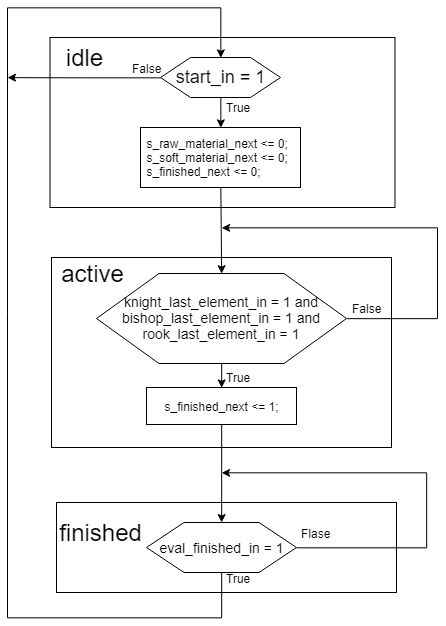 idle
False
start_in = 1
True
s_raw_material_next <= 0;
s_soft_material_next <= 0;
s_finished_next <= 0;
active
knight_last_element_in = 1 and
bishop_last_element_in = 1 and
rook_last_element_in = 1
False
True
s_finished_next <= 1;
finished
eval_finished_in = 1
Flase
True